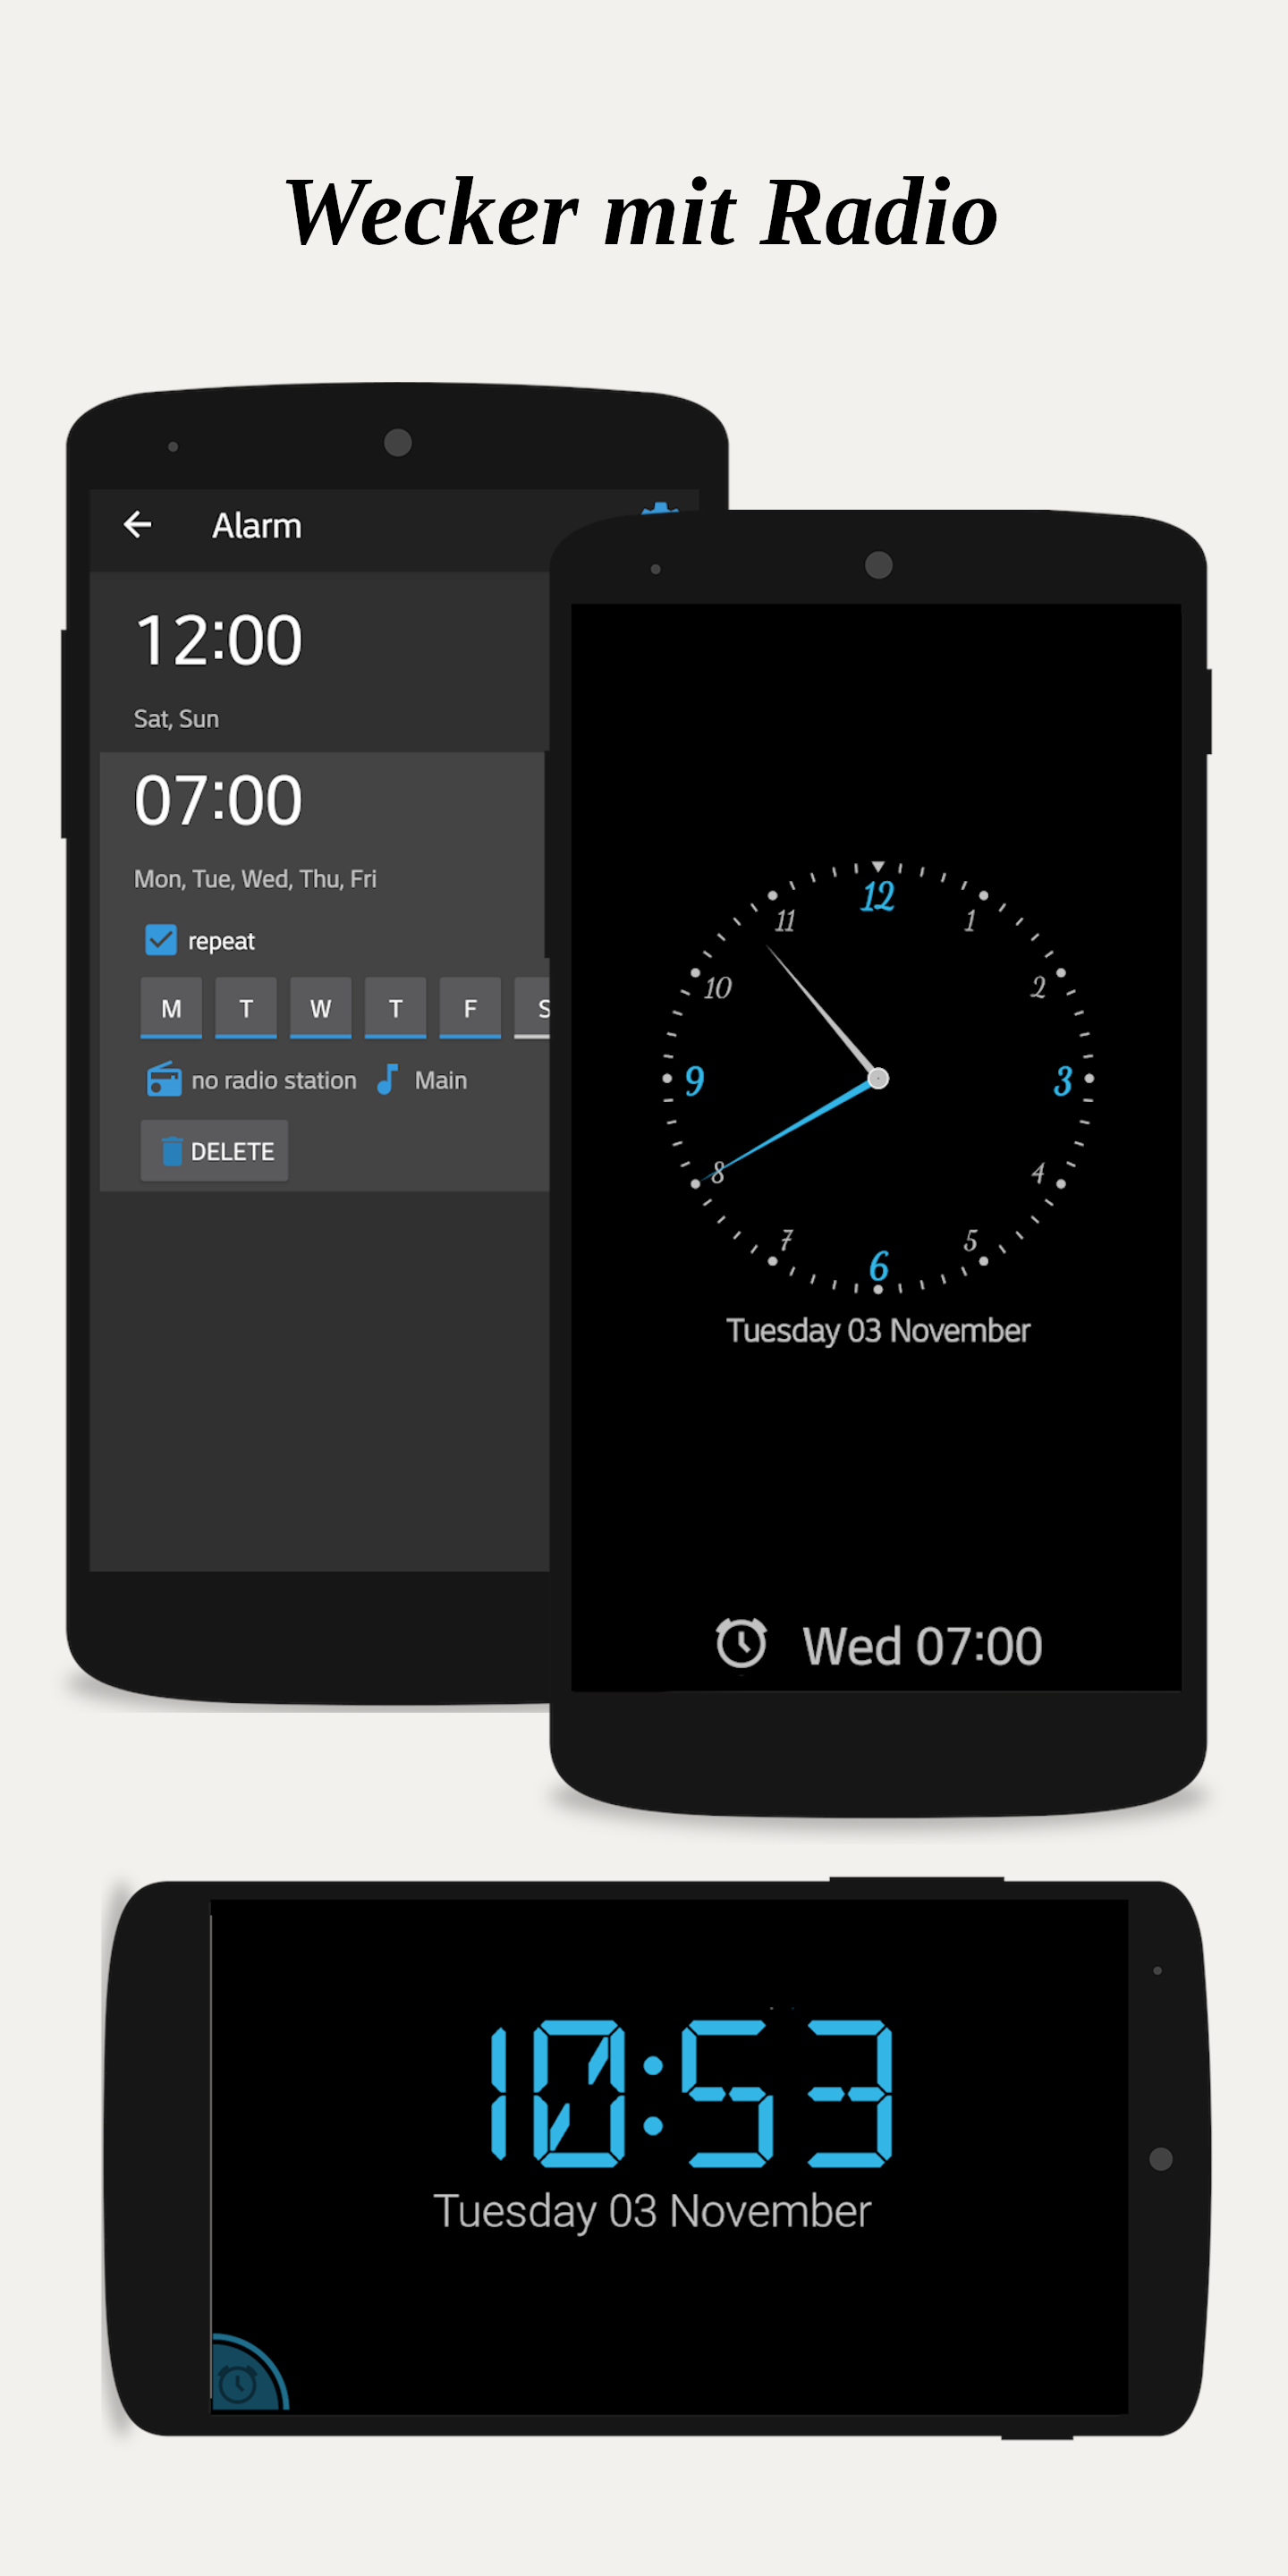 Wecker mit Radio
Alarm
12:00
Sat, Sun
07:00
Mon, Tue, Wed, Thu, Fri
repeat
M T W T F S
no radio station Main
DELETE
12
11 1
10 2
9 3
8 4
7 5
6
Tuesday 03 November
Wed 07:00
10:53
Tuesday 03 November